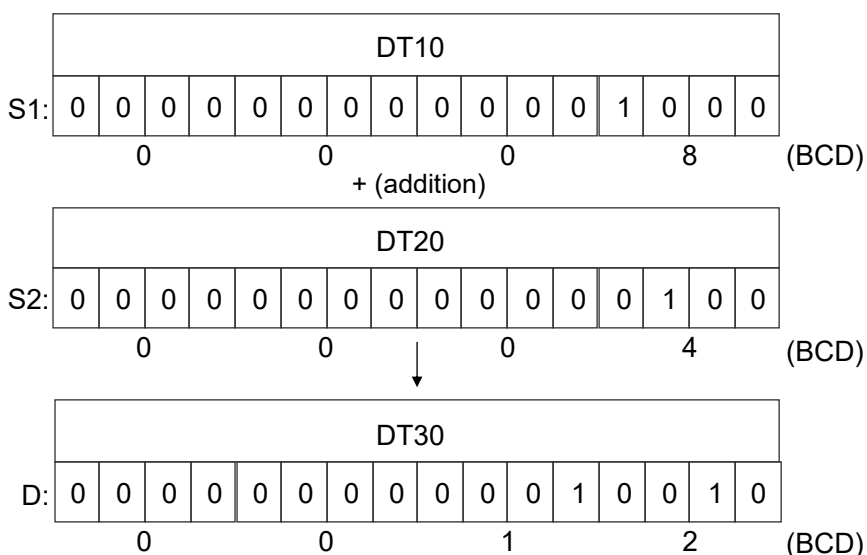 DT10
S1: 0 0 0 0 0 0 0 0 0 0 0 0 1 0 0 0
0 0 0 8 (BCD)
+ (addition)
DT20
S2: 0 0 0 0 0 0 0 0 0 0 0 0 0 1 0 0
0 0 0 4 (BCD)
DT30
D: 0 0 0 0 0 0 0 0 0 0 0 1 0 0 1 0
0 0 1 2 (BCD)